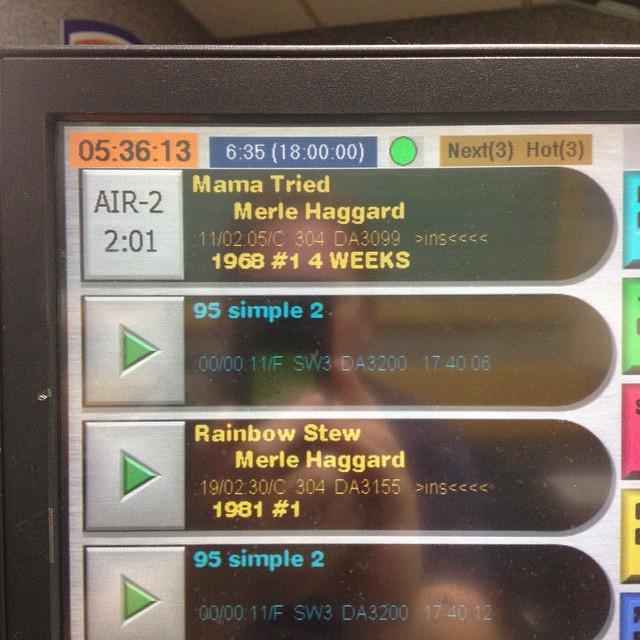 05:36:13 6:35 (18:00:00) Next(3) Hot(3)
AIR-2
2:01
Mama Tried
Merle Haggard
11/02:05/C 304 DA3099 >ins<<<<
1968 #1 4 WEEKS
95 simple 2
00/00:11/F SW3 DA3200 17:40:06
Rainbow Stew
Merle Haggard
19/02:30/C 304 DA3155 >ins<<<<
1981 #1
95 simple 2
00/00:11/F SW3 DA3200 17:40:12